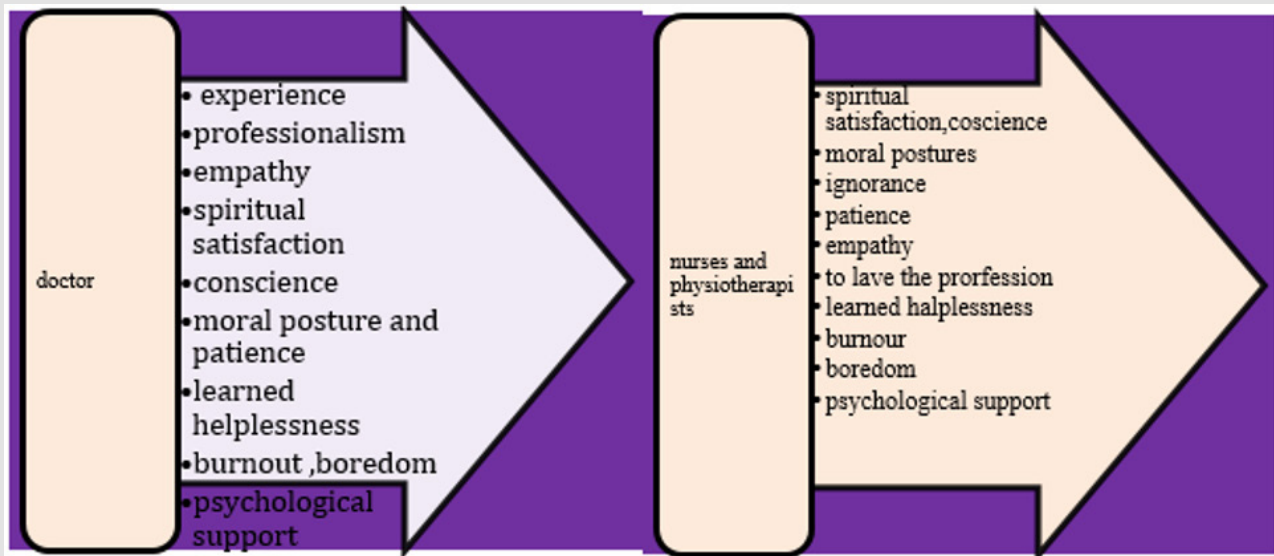 doctor
• experience
•professionalism
•empathy
•spiritual
satisfaction
•conscience
•moral posture and
patience
•learned
helplessness
•burnout ,boredom
•psychological
support
nurses and
physiotherapi
sts
• spiritual
satisfaction,coscience
• moral postures
• ignorance
• patience
• empathy
• to lave the prorfession
• learned halplessness
• burnour
• boredom
• psychological support